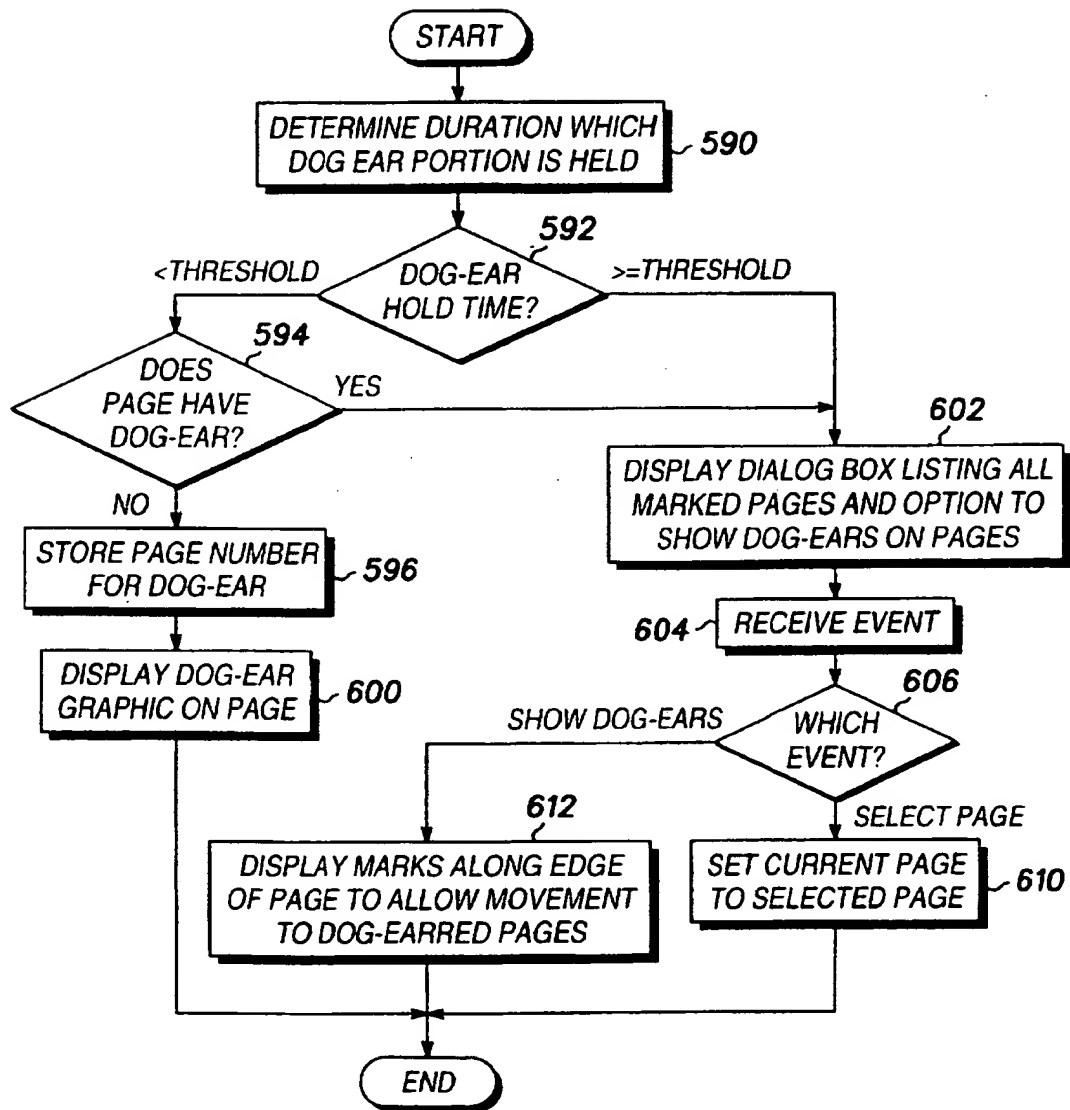 START
DETERMINE DURATION WHICH
DOG EAR PORTION IS HELD
590
592
<THRESHOLD
DOG-EAR
HOLD TIME?
>=THRESHOLD
594
DOES
PAGE HAVE
DOG-EAR?
YES
NO
602
DISPLAY DIALOG BOX LISTING ALL
MARKED PAGES AND OPTION TO
SHOW DOG-EARS ON PAGES
STORE PAGE NUMBER
FOR DOG-EAR
596
604
RECEIVE EVENT
DISPLAY DOG-EAR
GRAPHIC ON PAGE
600
606
SHOW DOG-EARS
WHICH
EVENT?
SELECT PAGE
612
DISPLAY MARKS ALONG EDGE
OF PAGE TO ALLOW MOVEMENT
TO DOG-EARRED PAGES
SET CURRENT PAGE
TO SELECTED PAGE
610
END